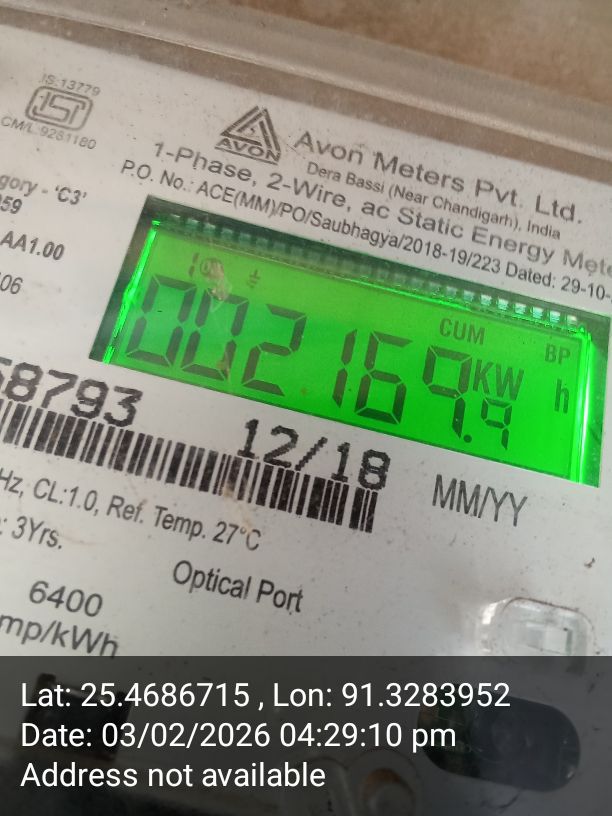 IS:13779
ISI
CM/L:9281180
AVON
Avon Meters Pvt. Ltd.
Dera Bassi (Near Chandigarh), India
1-Phase, 2-Wire, ac Static Energy Mete
P.O. No.: ACE(MM)/PO/Saubhagya/2018-19/223 Dated: 29-10-
gory - 'C3'
59
AA1.00
06
CUM
BP
002169.9
KW h
58793
12/18
MM/YY
Hz, CL:1.0, Ref. Temp. 27°C
: 3Yrs.
Optical Port
6400
mp/kWh
Lat: 25.4686715 , Lon: 91.3283952
Date: 03/02/2026 04:29:10 pm
Address not available